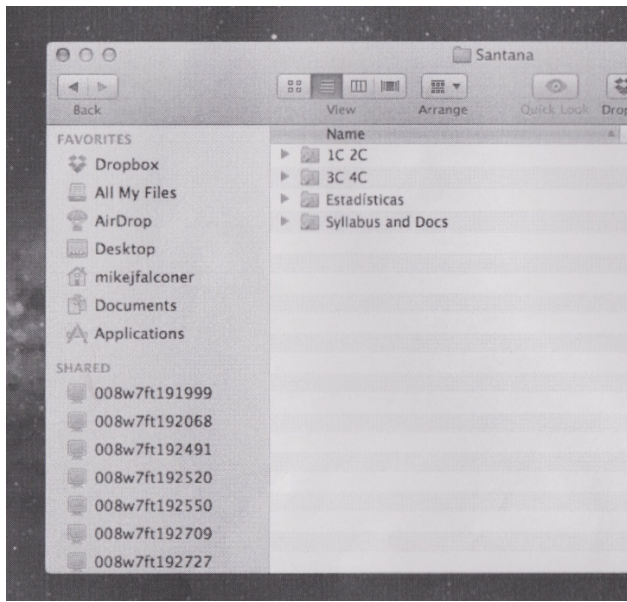 Santana
Back
View
Arrange
Quick Look
Drop
FAVORITES
Dropbox
All My Files
AirDrop
Desktop
mikejfalconer
Documents
Applications
SHARED
008w7ft191999
008w7ft192068
008w7ft192491
008w7ft192520
008w7ft192550
008w7ft192709
008w7ft192727
Name
1C 2C
3C 4C
Estadísticas
Syllabus and Docs